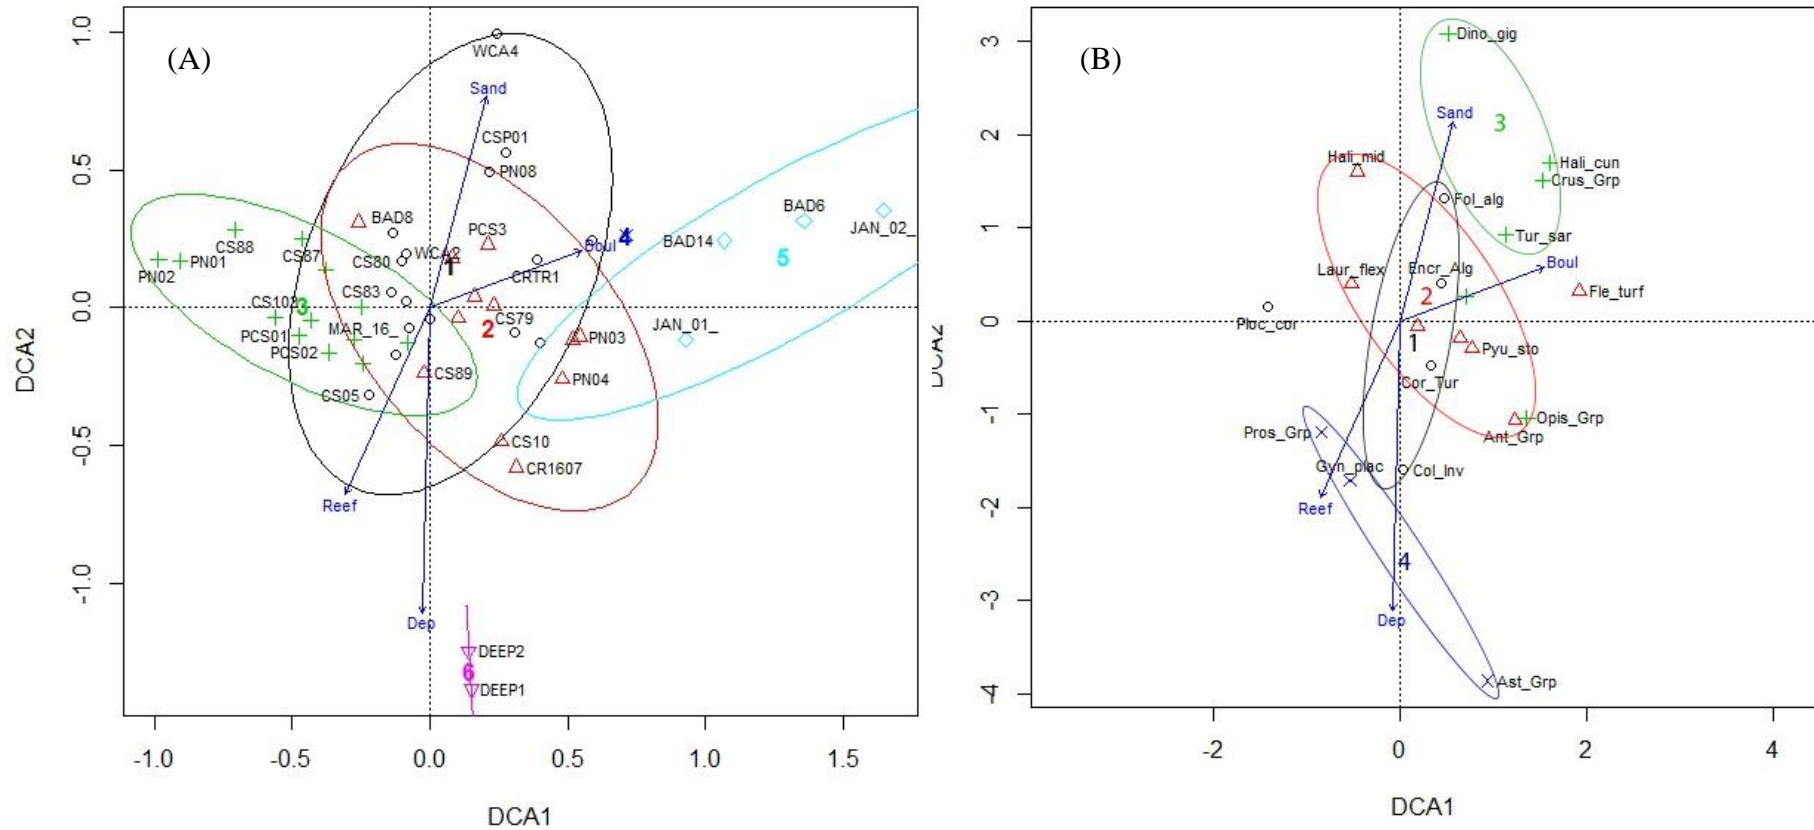 (A)
1.0
0.5
0.0
-0.5
-1.0
DCA2
WCA4
Sand
CSP01
PN08
BAD8
PCS3
WCA2
Boul
4
CRTR1
1
CS88
CS87
CS80
PN02
PN01
CS83
3
MAR_16_
PCS01
PCS02
CS79
2
PN03
CS89
PN04
CS05
CS10
CR1607
Reef
Dep
DEEP2
6
DEEP1
BAD6
BAD14
JAN_02_
5
JAN_01_
-1.0 -0.5 0.0 0.5 1.0 1.5
DCA1
(B)
3
2
1
0
-1
-2
-3
-4
DCA2
Dino_gig
Sand
3
Hali_mid
Hali_cun
Crus_Grp
Fol_alg
Tur_sar
Boul
Laur_flex
Encr_Alg
2
Fle_turf
Ploc_cor
1
Pyu_sto
Cor_Tur
Opis_Grp
Ant_Grp
Pros_Grp
Gyn_plac
Col_Inv
Reef
4
Dep
Ast_Grp
-2 0 2 4
DCA1